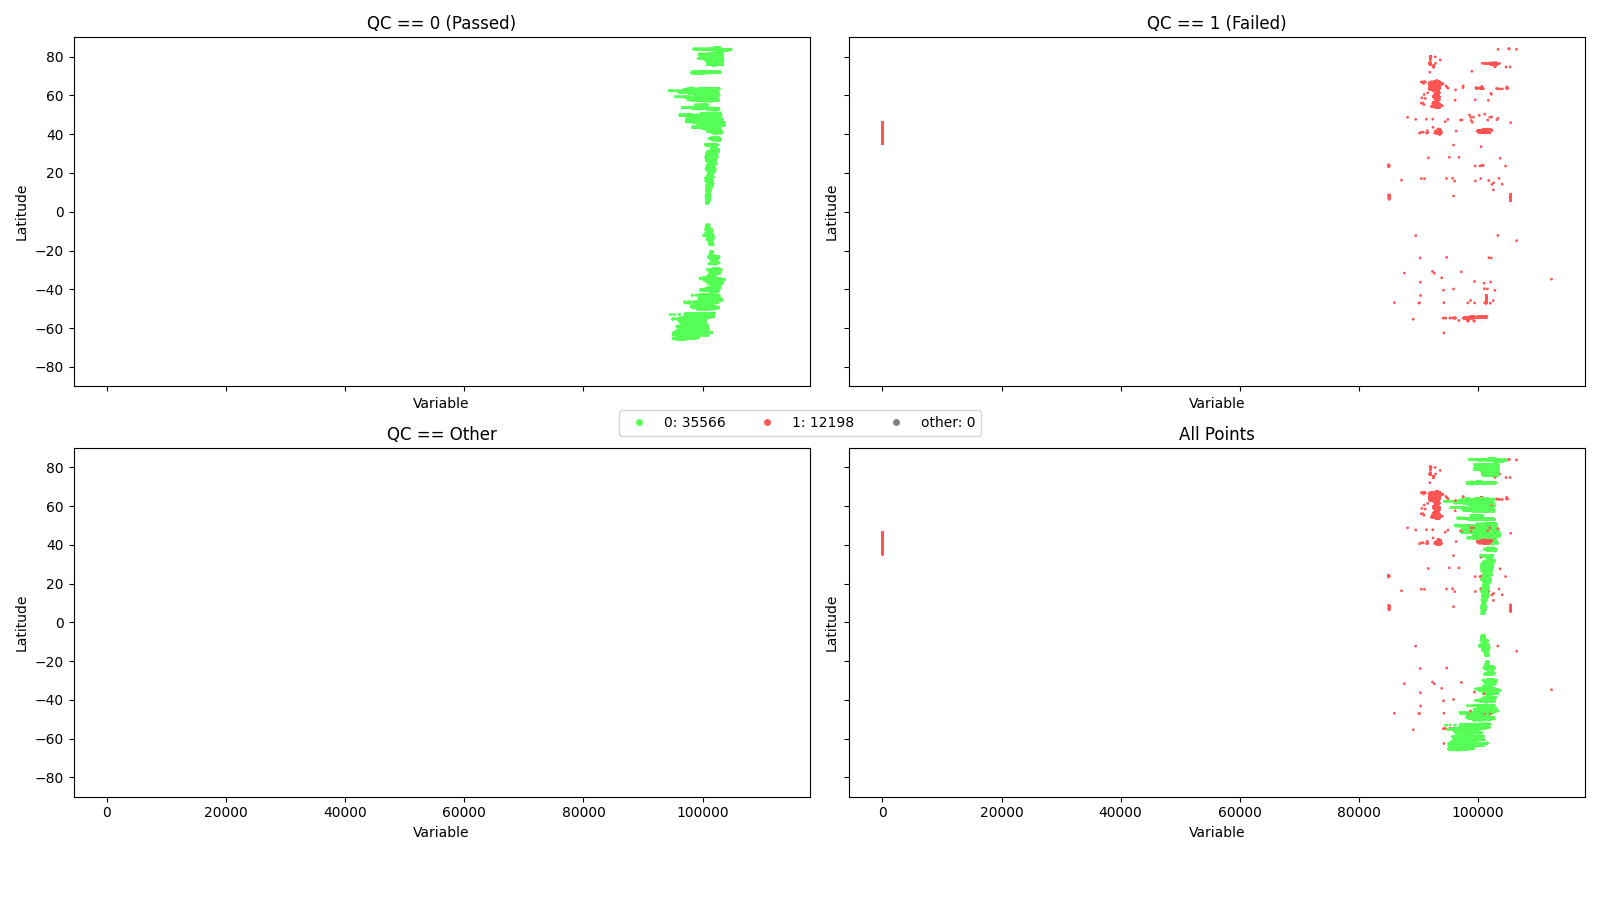 QC == 0 (Passed)
QC == 1 (Failed)
80
60
40
20
0
−20
−40
−60
−80
Latitude
Latitude
Variable
Variable
0: 35566
1: 12198
other: 0
QC == Other
All Points
80
60
40
20
0
−20
−40
−60
−80
Latitude
Latitude
0
20000
40000
60000
80000
100000
0
20000
40000
60000
80000
100000
Variable
Variable